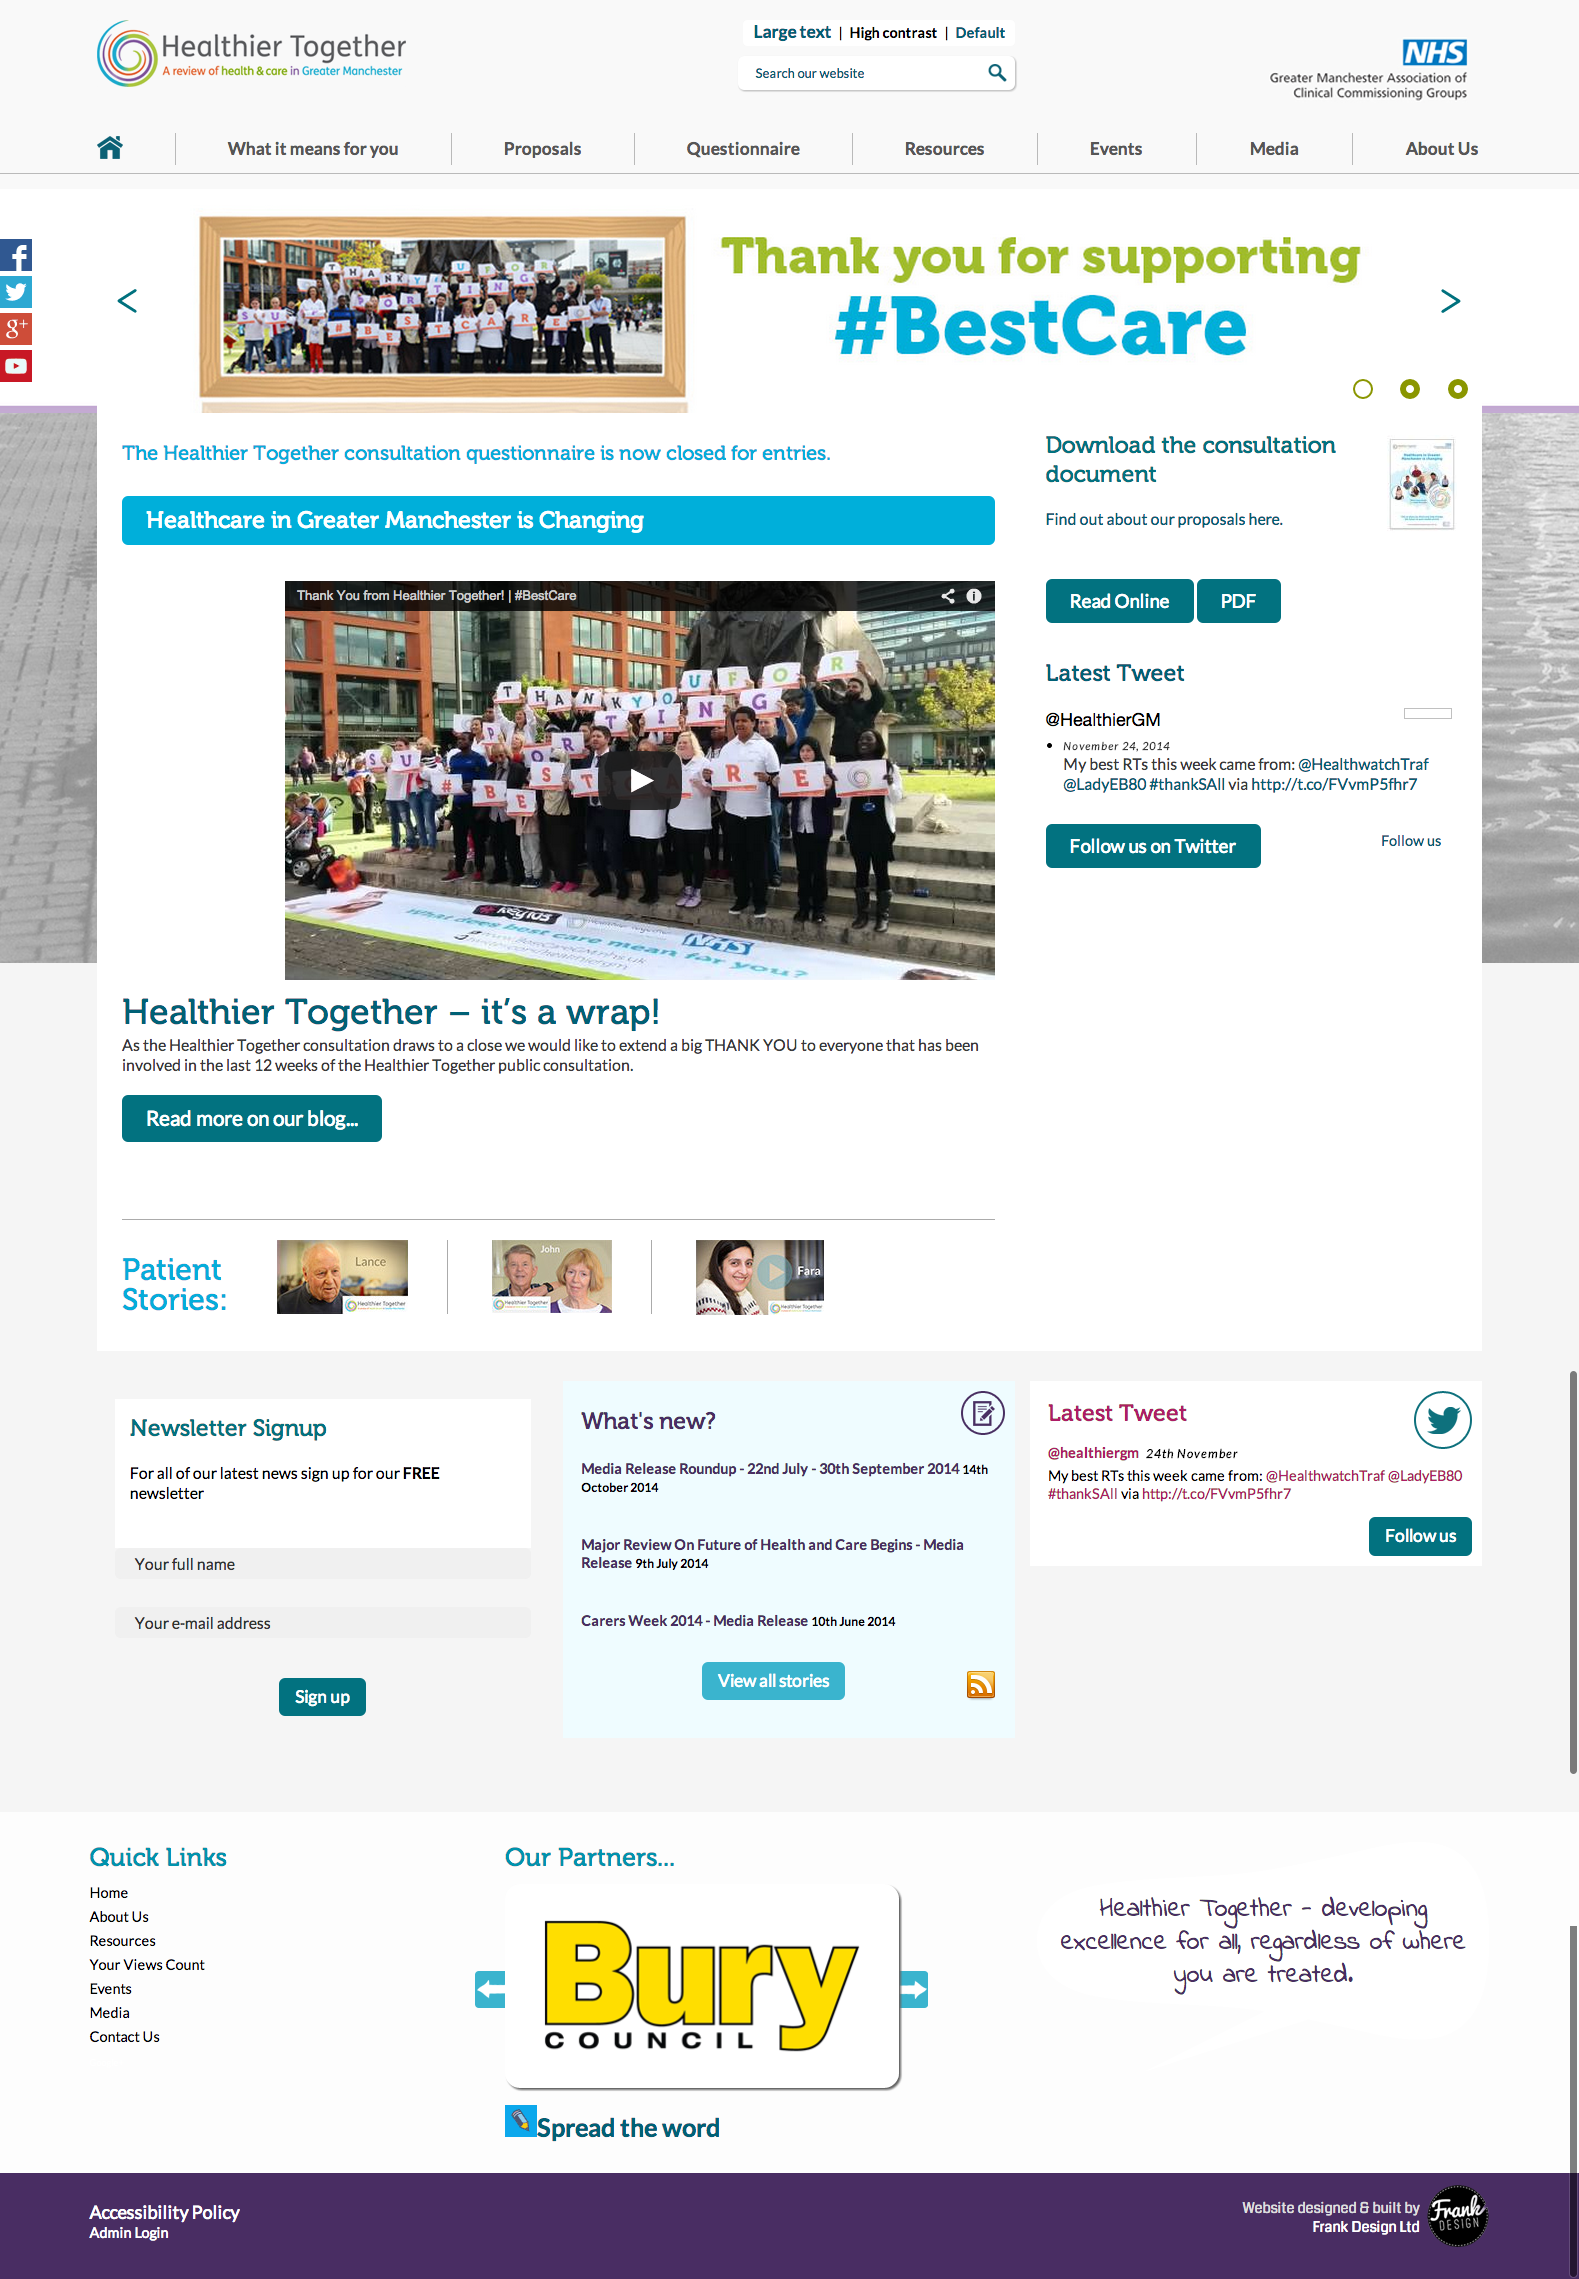 Healthier Together
A review of health & care in Greater Manchester
Large text | High contrast | Default
Search our website
NHS
Greater Manchester Association of
Clinical Commissioning Groups
What it means for you
Proposals
Questionnaire
Resources
Events
Media
About Us
THANK YOU FOR
SUPPORTING
#BESTCARE
Thank you for supporting
#BestCare
The Healthier Together consultation questionnaire is now closed for entries.
Healthcare in Greater Manchester is Changing
Thank You from Healthier Together! | #BestCare
THANK YOU FOR
What does best care mean for you?
NHS
Healthier Together – it's a wrap!
As the Healthier Together consultation draws to a close we would like to extend a big THANK YOU to everyone that has been
involved in the last 12 weeks of the Healthier Together public consultation.
Read more on our blog...
Download the consultation
document
Find out about our proposals here.
Read Online
PDF
Latest Tweet
@HealthierGM
November 24, 2014
My best RTs this week came from: @HealthwatchTraf
@LadyEB80 #thankSAll via http://t.co/FVvmP5fhr7
Follow us on Twitter
Follow us
Patient
Stories:
Lance
Healthier Together
John
Healthier Together
Fara
Healthier Together
Newsletter Signup
For all of our latest news sign up for our FREE
newsletter
Your full name
Your e-mail address
Sign up
What's new?
Media Release Roundup - 22nd July - 30th September 2014 14th
October 2014
Major Review On Future of Health and Care Begins - Media
Release 9th July 2014
Carers Week 2014 - Media Release 10th June 2014
View all stories
Latest Tweet
@healthiergm 24th November
My best RTs this week came from: @HealthwatchTraf @LadyEB80
#thankSAll via http://t.co/FVvmP5fhr7
Follow us
Quick Links
Home
About Us
Resources
Your Views Count
Events
Media
Contact Us
Our Partners...
Bury
COUNCIL
Spread the word
Healthier Together - developing
excellence for all, regardless of where
you are treated.
Accessibility Policy
Admin Login
Website designed & built by
Frank Design Ltd
Frank
DESIGN